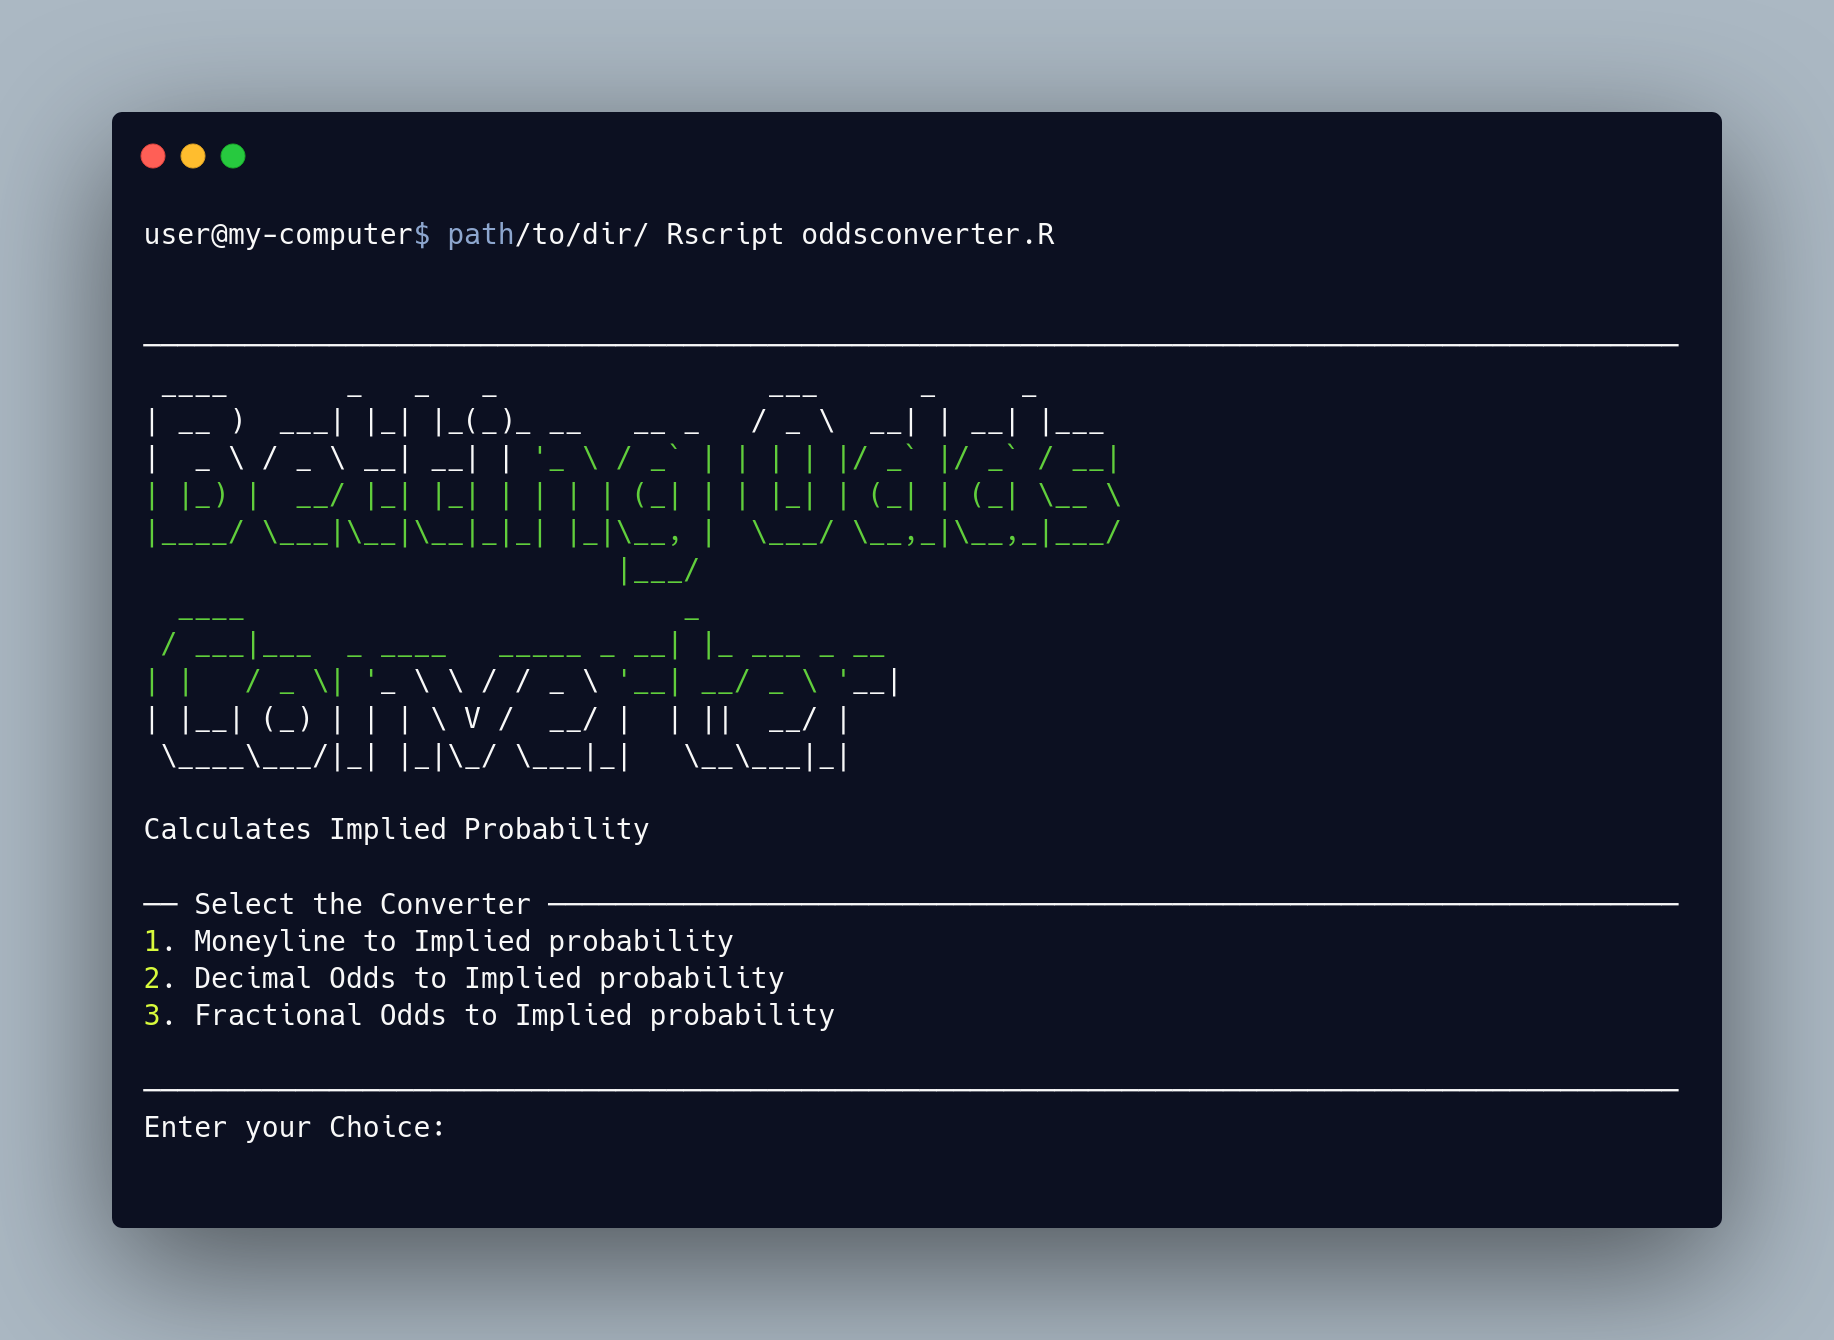 user@my-computer$ path/to/dir/ Rscript oddsconverter.R
Betting Odds
Converter
Calculates Implied Probability
── Select the Converter ──
1. Moneyline to Implied probability
2. Decimal Odds to Implied probability
3. Fractional Odds to Implied probability
Enter your Choice: